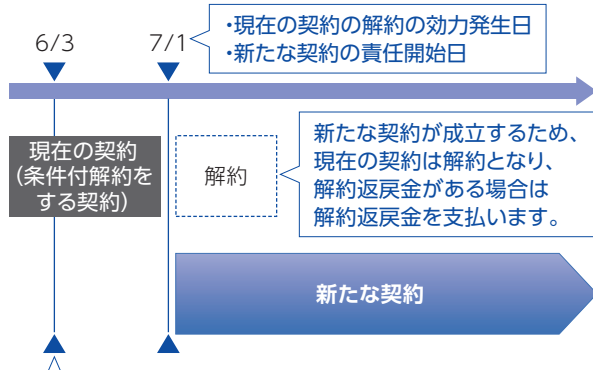 6/3
7/1
・現在の契約の解約の効力発生日
・新たな契約の責任開始日
現在の契約
(条件付解約を
する契約)
解約
新たな契約が成立するため、
現在の契約は解約となり、
解約返戻金がある場合は
解約返戻金を支払います。
新たな契約